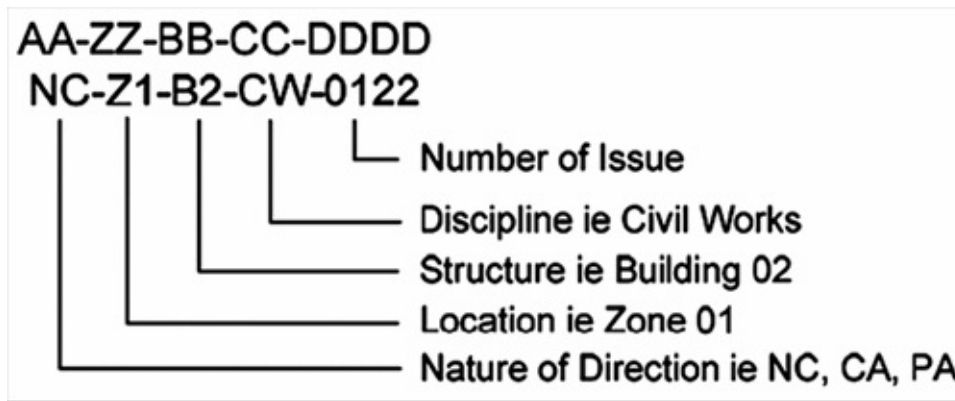 AA-ZZ-BB-CC-DDDD
NC-Z1-B2-CW-0122
Number of Issue
Discipline ie Civil Works
Structure ie Building 02
Location ie Zone 01
Nature of Direction ie NC, CA, PA